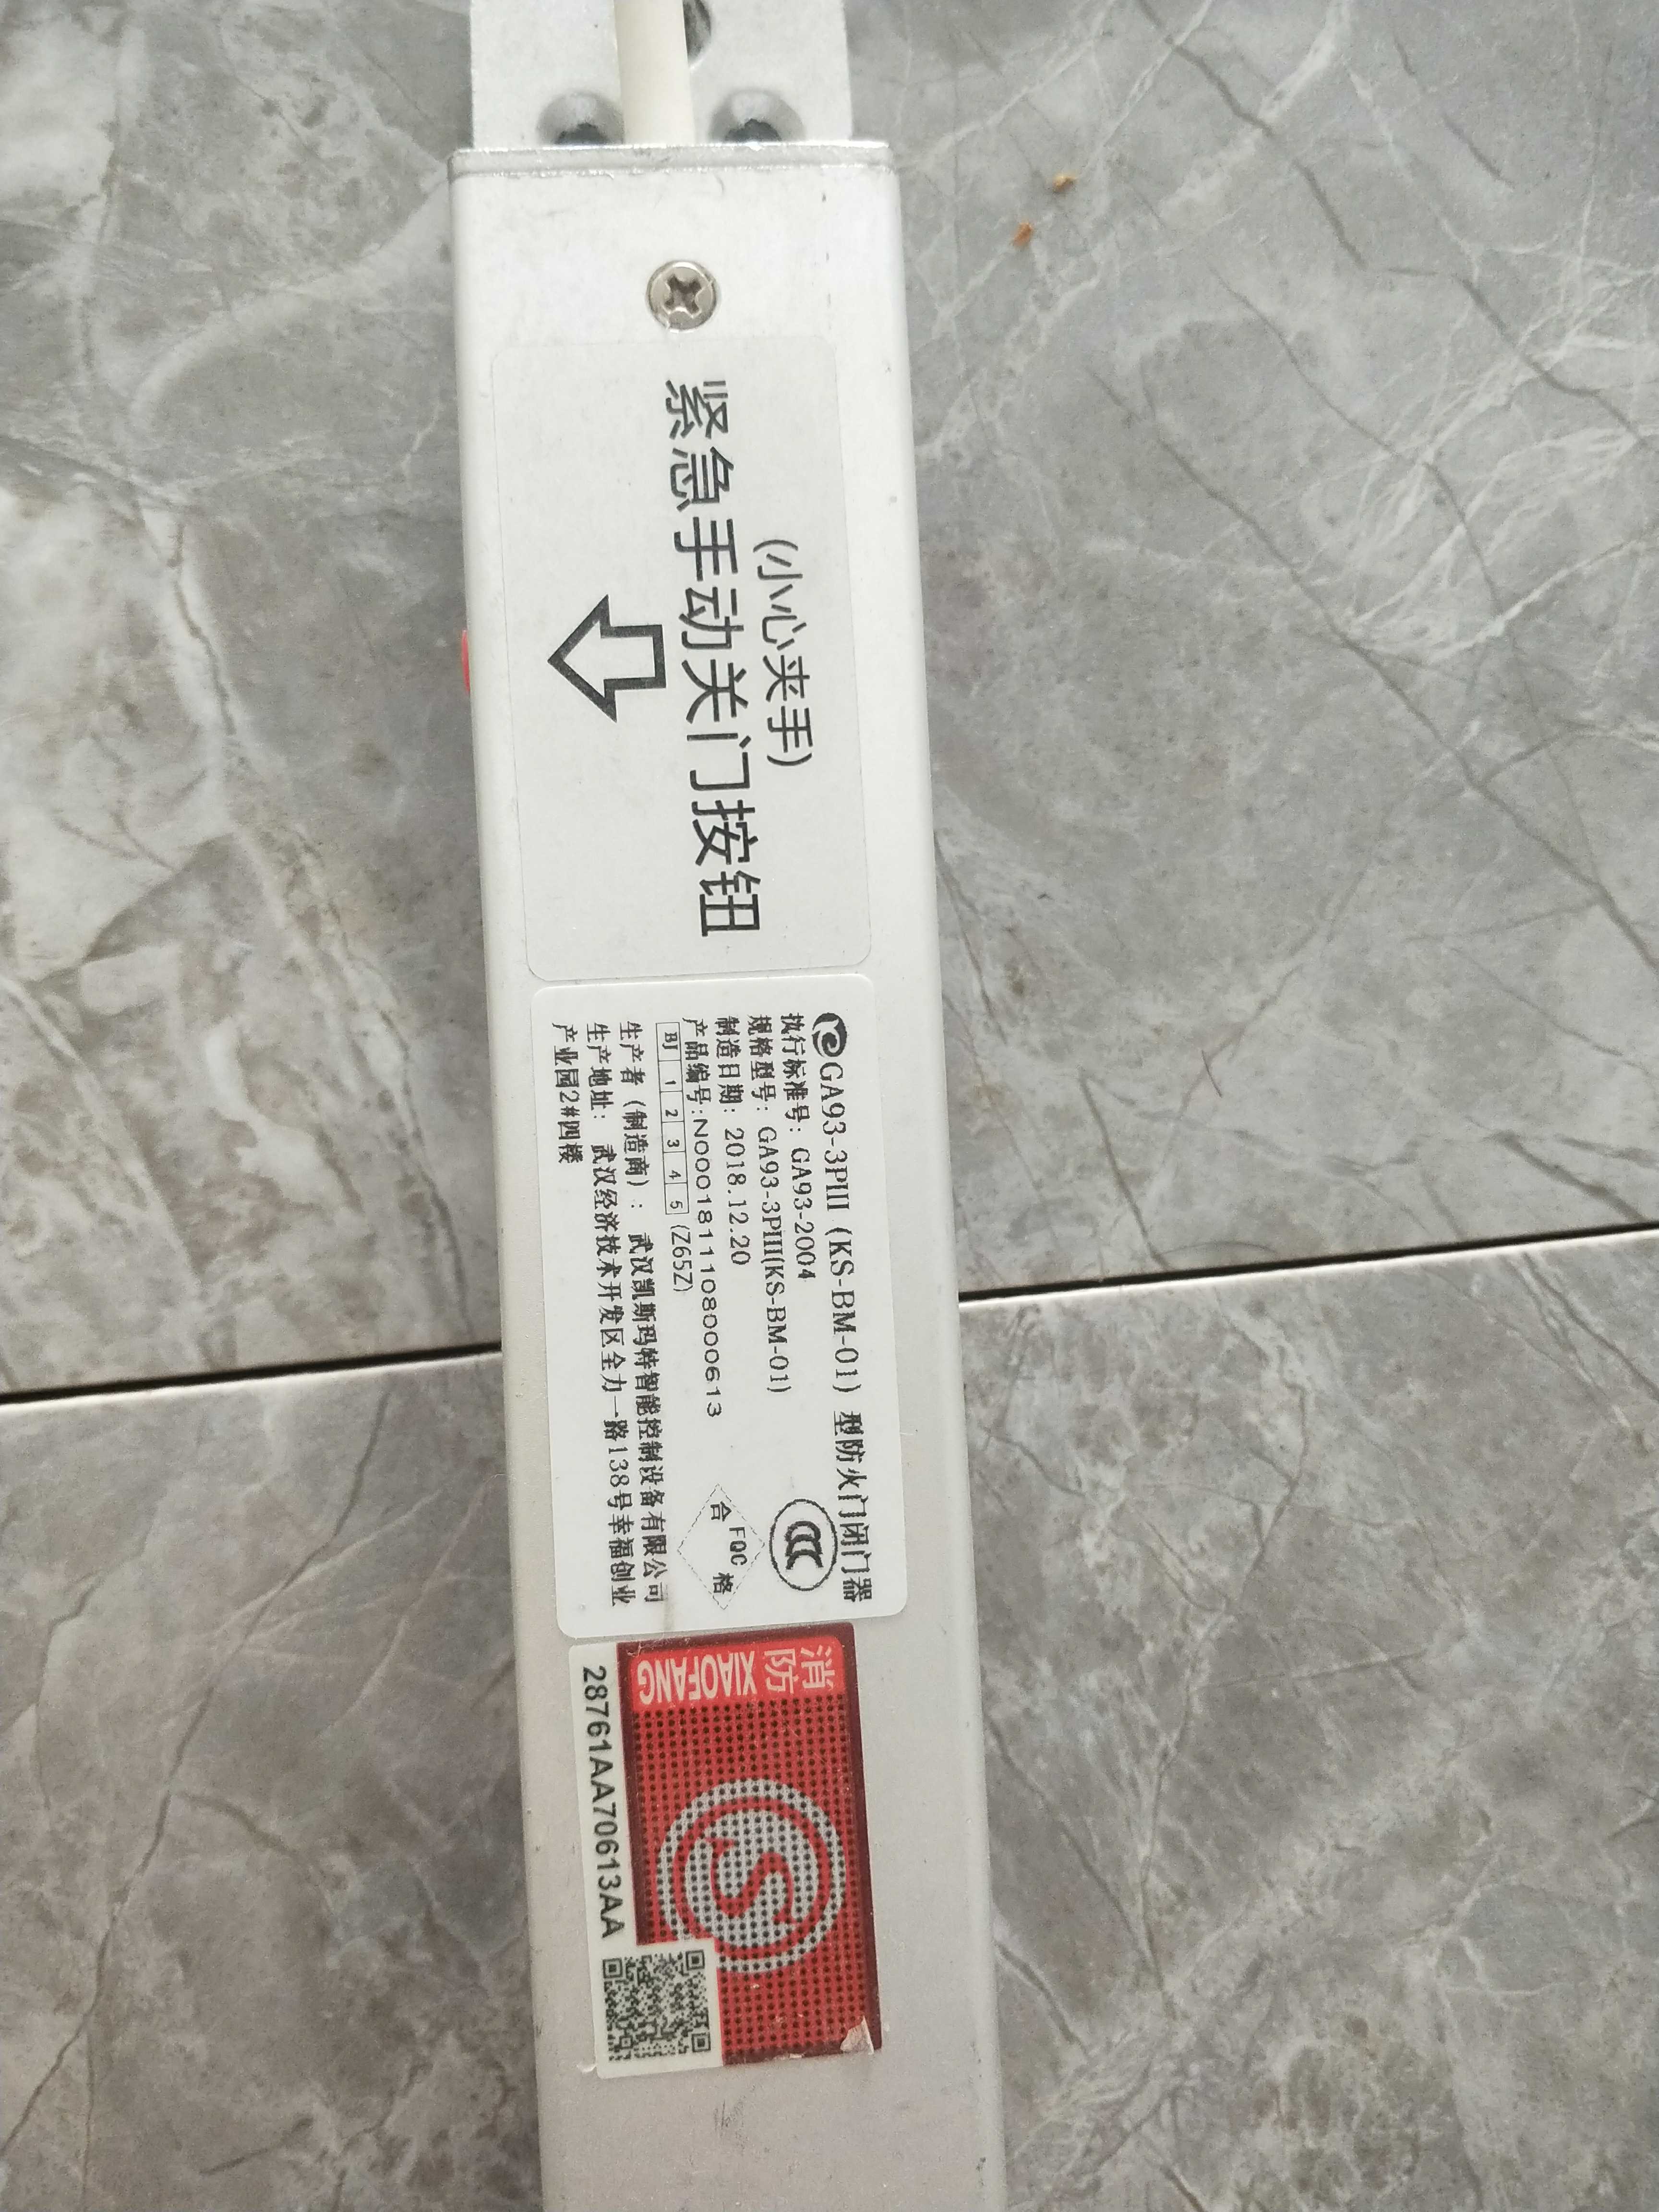 紧急手动关门按钮
(小心夹手)
GA93-3PIII (KS-BM-01) 型防火门闭门器
执行标准号: GA93-2004
规格型号: GA93-3PIII(KS-BM-01)
制造日期: 2018.12.20
产品编号:N000181110800613
BJ 1 2 3 4 5 (Z65Z)
生产者 (制造商) : 武汉凯斯玛特智能控制设备有限公司
生产地址: 武汉经济技术开发区全力一路138号幸福创业
产业园2#四楼
CCC
FQC
合 格
消防
XIAOFANG
S
28761AA70613AA